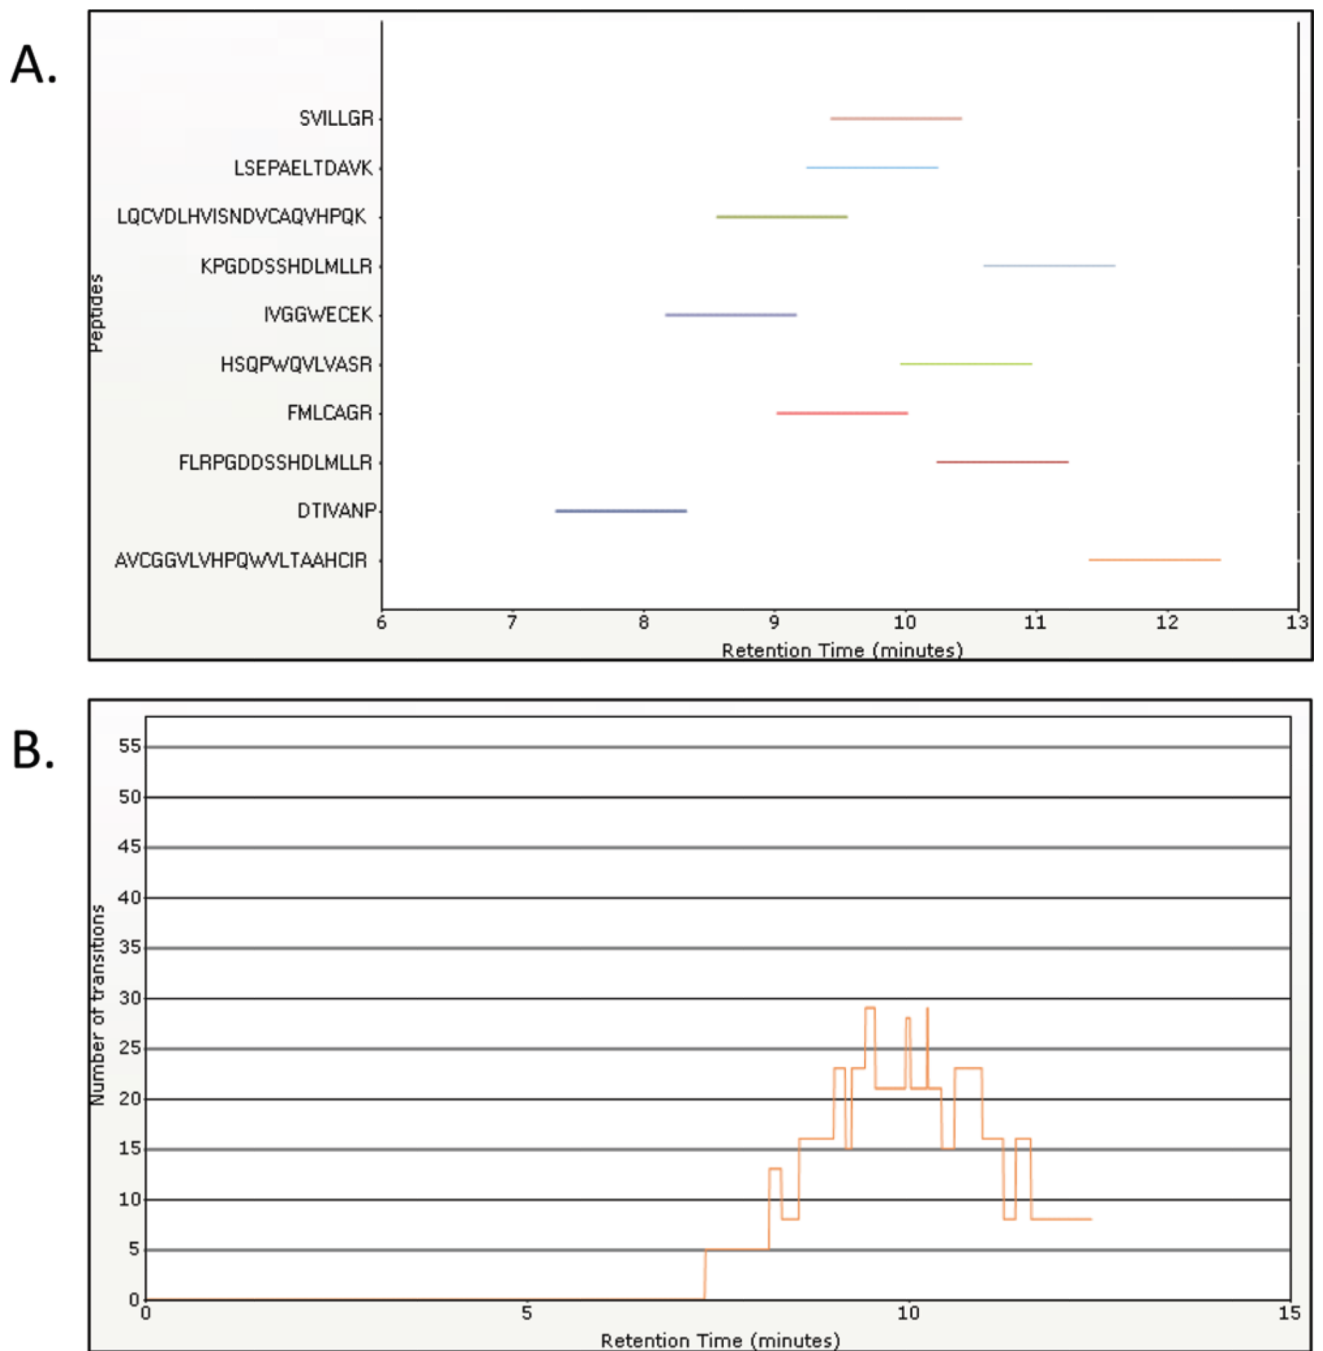 A.
SVILLGR
LSEPAELTDAVK
LQCVDLHVISNDVCAQVHPQK
KPGDDSSHDLMLLR
IVGGWECEK
HSQPWQVLVASR
FMLCAGR
FLRPGDDSSHDLMLLR
DTIVANP
AVCGGVLVHPQWVLTAAHCIR
Peptides
6 7 8 9 10 11 12 13
Retention Time (minutes)
B.
55
50
45
40
35
30
25
20
15
10
5
0
Number of transitions
0 5 10 15
Retention Time (minutes)